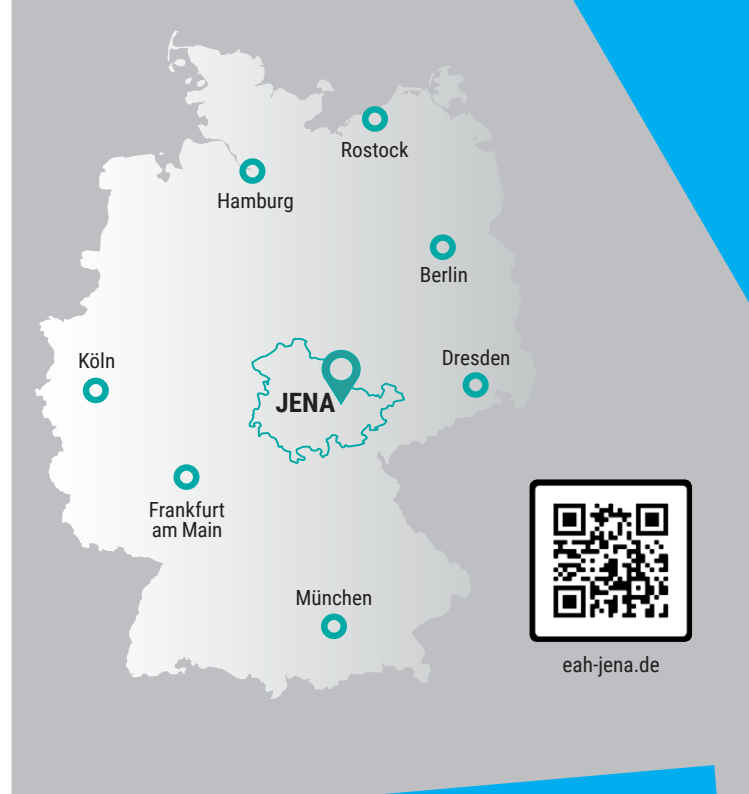 Rostock
Hamburg
Berlin
Köln
Dresden
JENA
Frankfurt
am Main
München
eah-jena.de